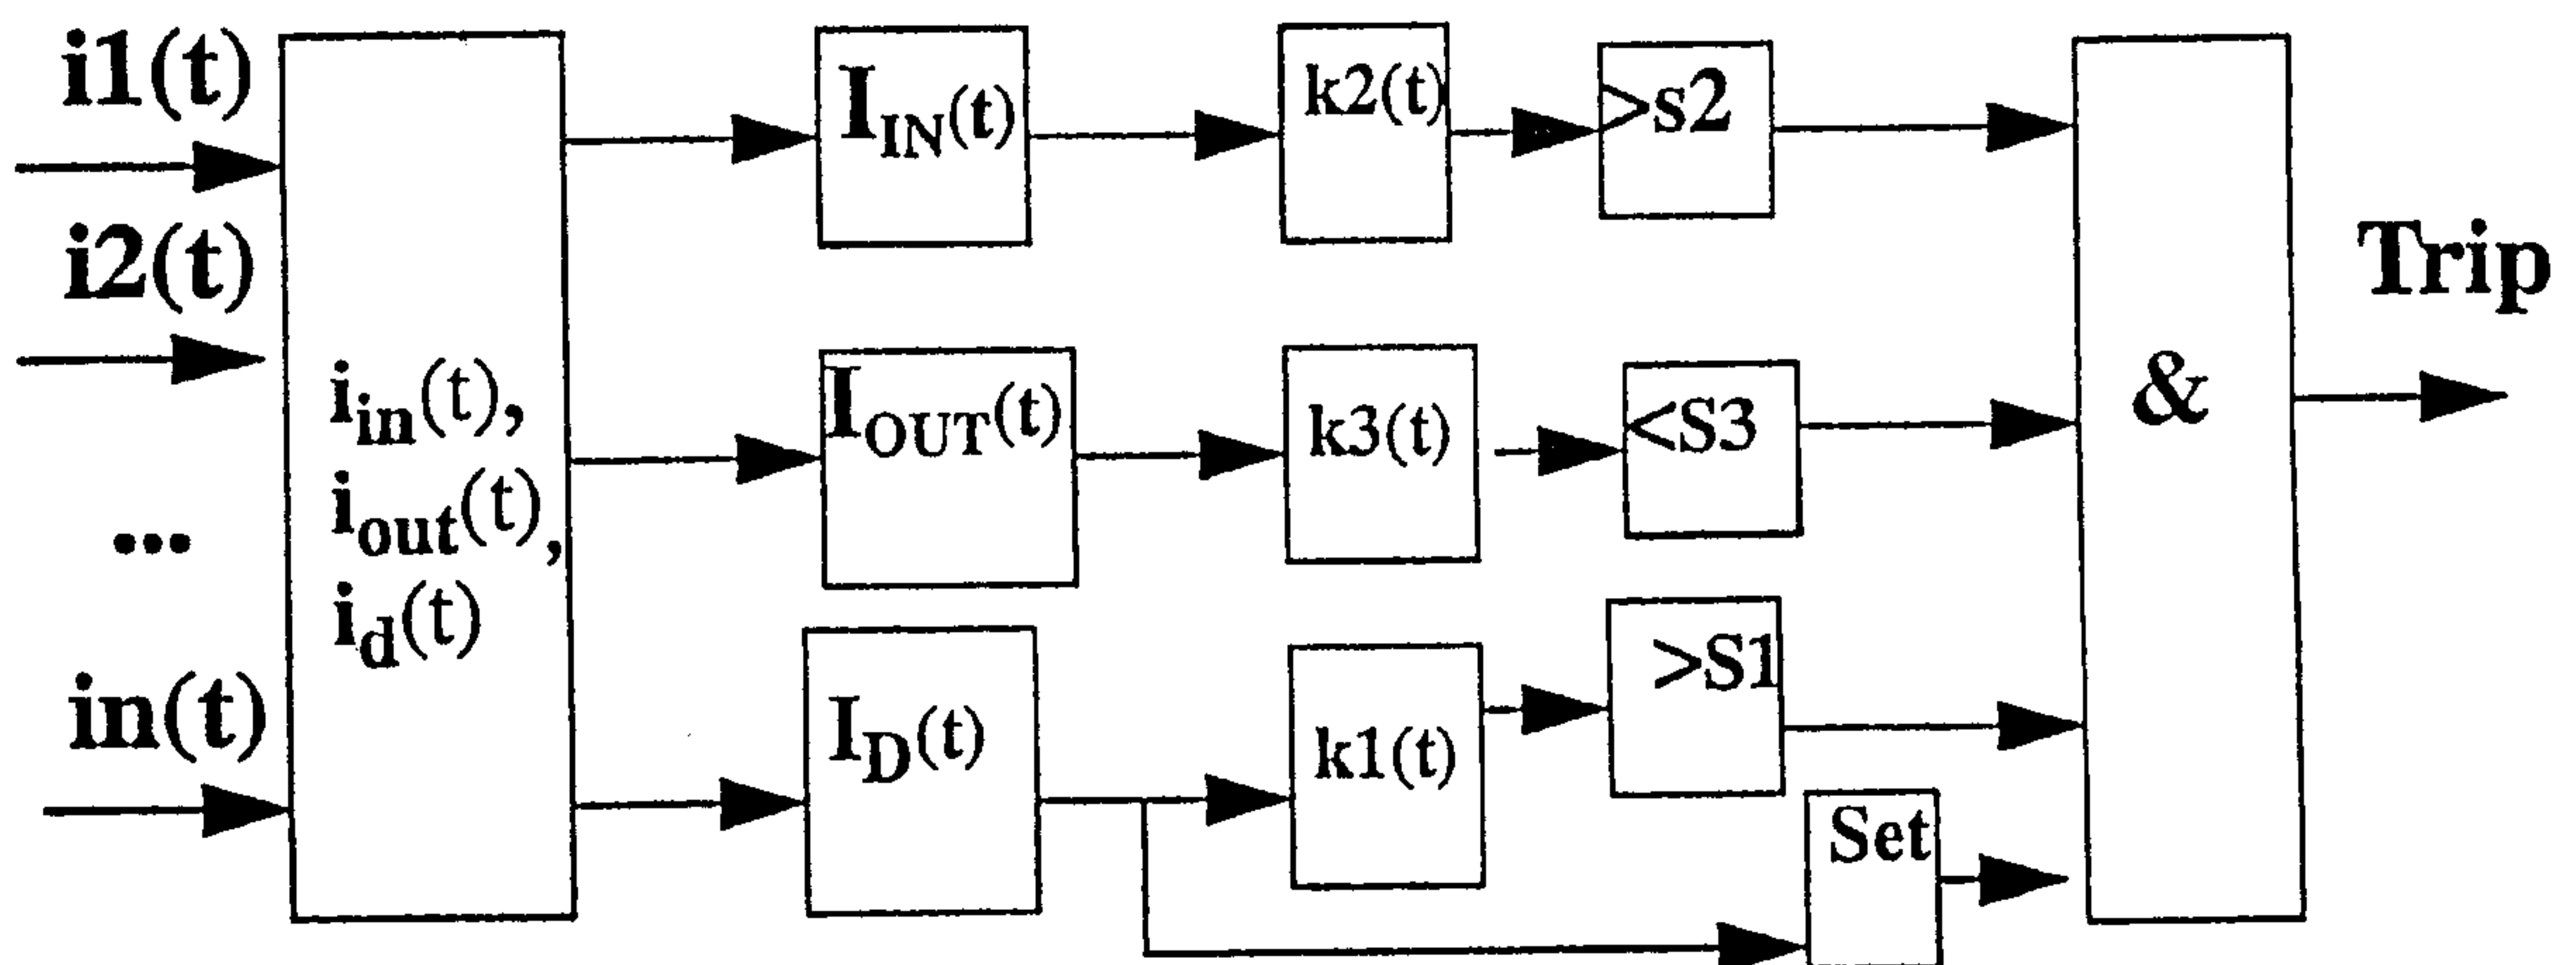 i1(t)
i2(t)
...
in(t)
i_in(t),
i_out(t),
i_d(t)
I_IN(t)
k2(t)
>s2
I_OUT(t)
k3(t)
<S3
I_D(t)
k1(t)
>S1
Set
&
Trip